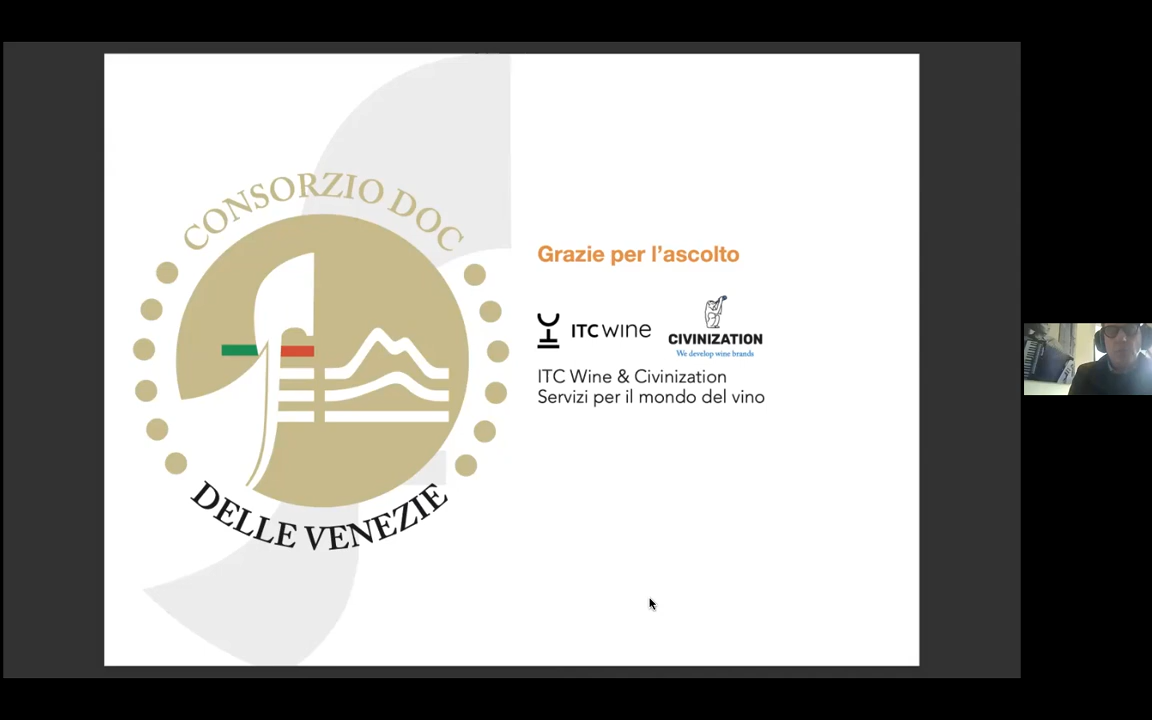 CONSORZIO DOC
DELLE VENEZIE
Grazie per l’ascolto
ITC wine
CIVINIZATION
We develop wine brands
ITC Wine & Civinization
Servizi per il mondo del vino